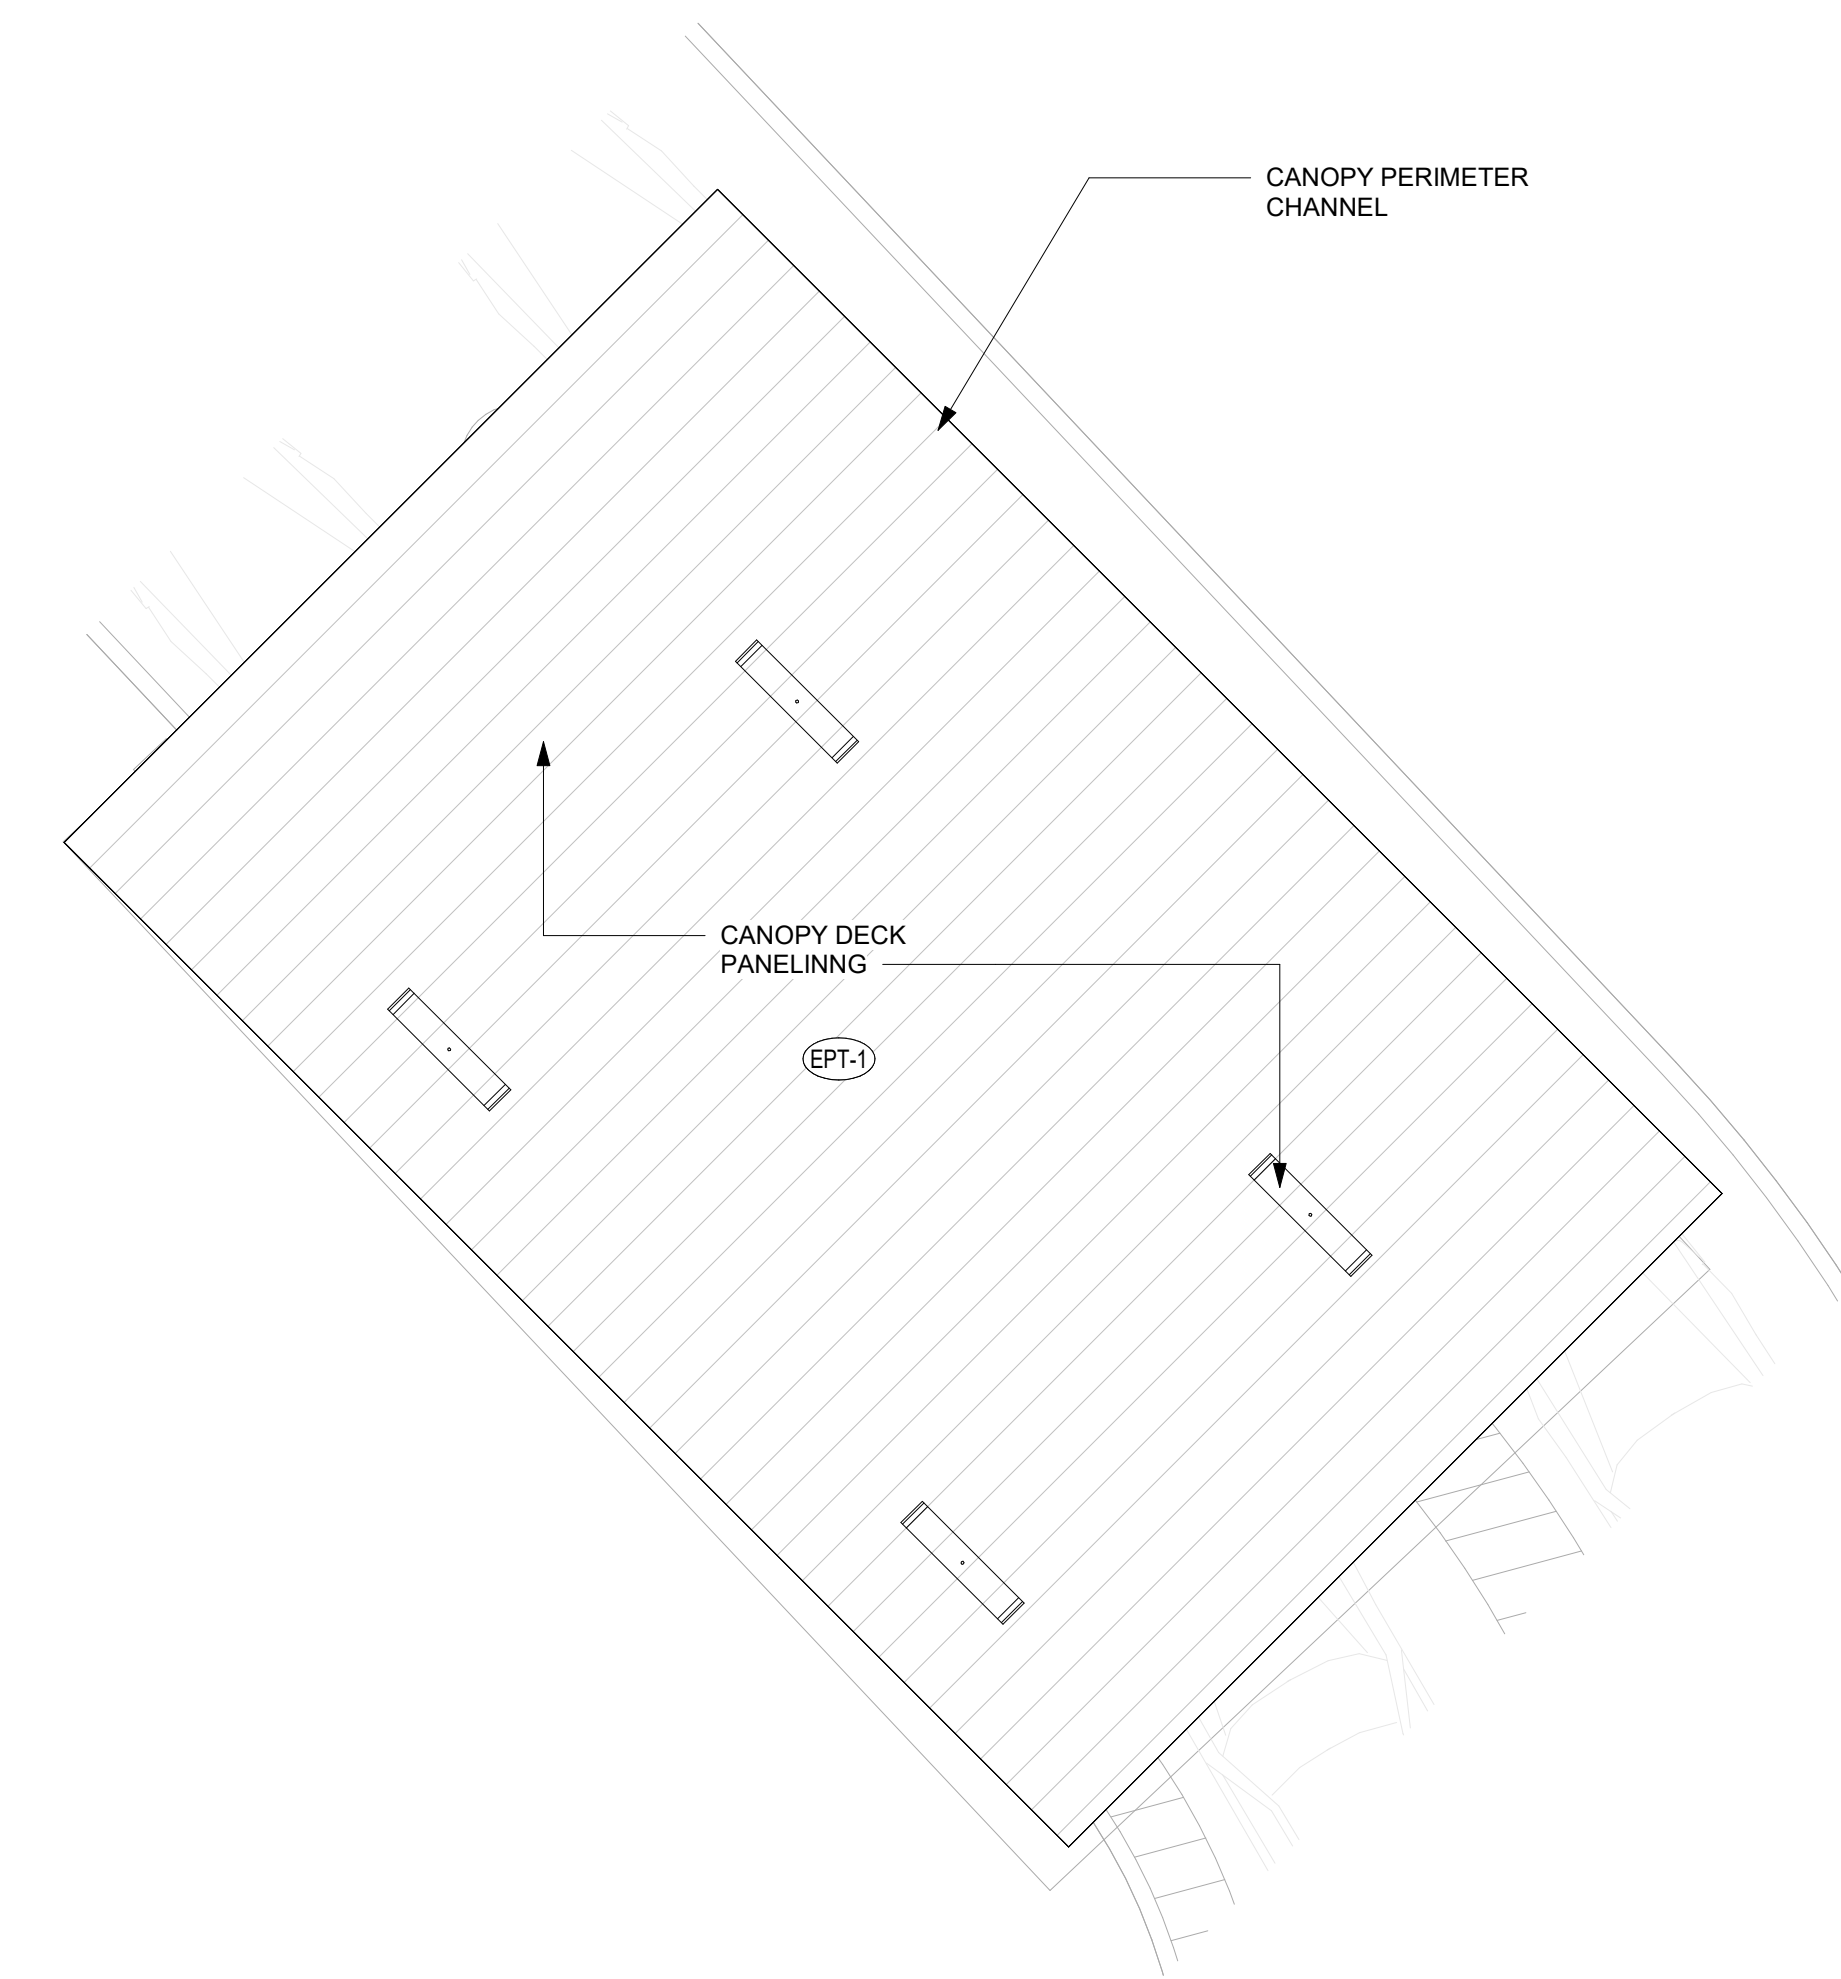 CANOPY PERIMETER
CHANNEL
CANOPY DECK
PANELINNG
EPT-1